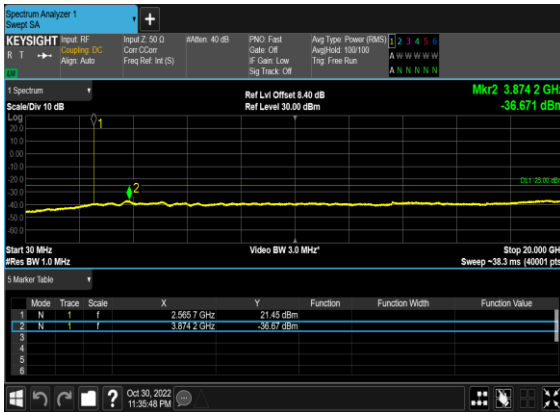 Spectrum Analyzer 1
Swept SA
+
KEYSIGHT Input: RF Input Z: 50 Ω #Atten: 40 dB PNO: Fast Avg Type: Power (RMS) 1 2 3 4 5 6
R T Coupling: DC Corr CCorr Gate: Off Avg|Hold: 100/100 A W W W W W
Align: Auto Freq Ref: Int (S) IF Gain: Low Trig: Free Run
Sig Track: Off A N N N N N
1 Spectrum
Ref Lvl Offset 8.40 dB Mkr2 3.874 2 GHz
Scale/Div 10 dB Ref Level 30.00 dBm -36.671 dBm
Log
1
20.0
10.0
0.00
-10.0
-20.0
DL1 -25.00 dBm
-30.0
2
-40.0
-50.0
-60.0
Start 30 MHz Video BW 3.0 MHz* Stop 20.000 GHz
#Res BW 1.0 MHz Sweep ~38.3 ms (40001 pts)
5 Marker Table
Mode Trace Scale X Y Function Function Width Function Value
1 N 1 f 2.565 7 GHz 21.45 dBm
2 N 1 f 3.874 2 GHz -36.67 dBm
3
4
5
6
?
Oct 30, 2022
11:35:48 PM